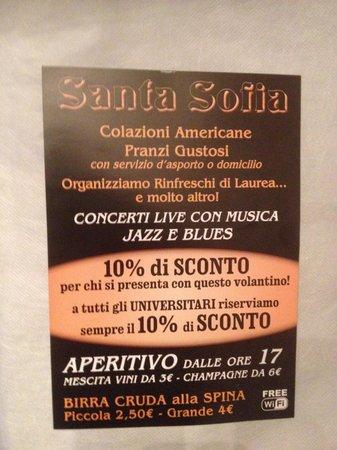 Santa Sofia
Colazioni Americane
Pranzi Gustosi
con servizio d'asporto o domicilio
Organizziamo Rinfreschi di Laurea...
e molto altro!
CONCERTI LIVE CON MUSICA
JAZZ E BLUES
10% di SCONTO
per chi si presenta con questo volantino!
a tutti gli UNIVERSITARI riserviamo
sempre il 10% di SCONTO
APERITIVO DALLE ORE 17
MESCITA VINI DA 3€ - CHAMPAGNE DA 6€
BIRRA CRUDA alla SPINA
Piccola 2,50€ - Grande 4€
FREE
WiFi